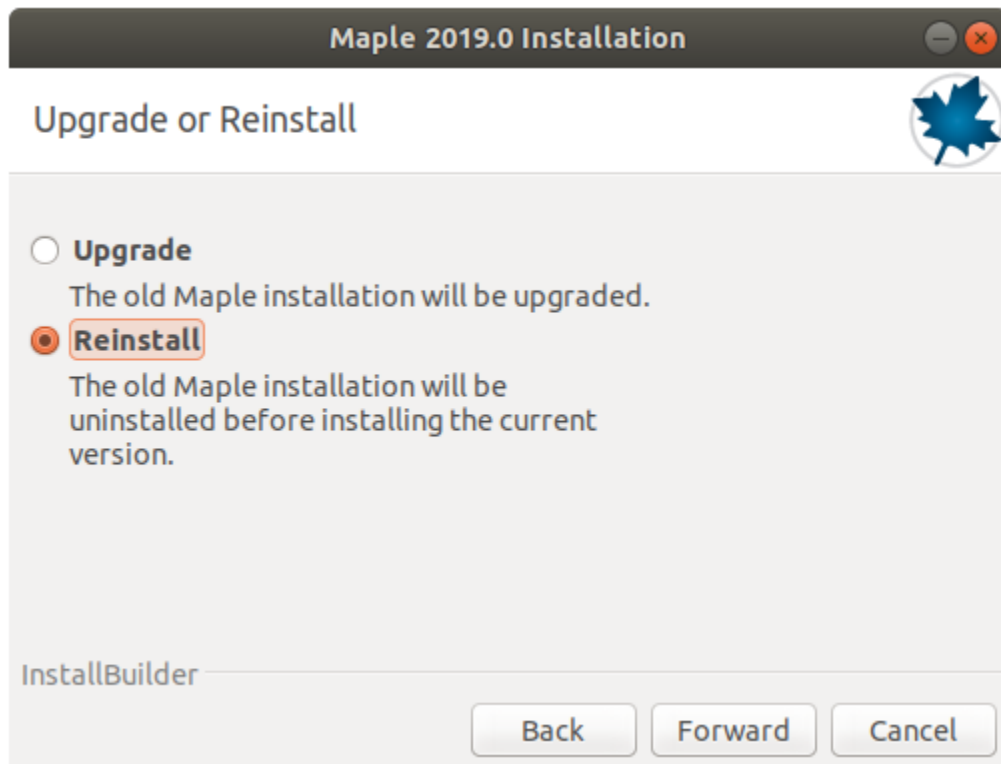 Maple 2019.0 Installation
Upgrade or Reinstall
Upgrade
The old Maple installation will be upgraded.
Reinstall
The old Maple installation will be
uninstalled before installing the current
version.
InstallBuilder
Back Forward Cancel